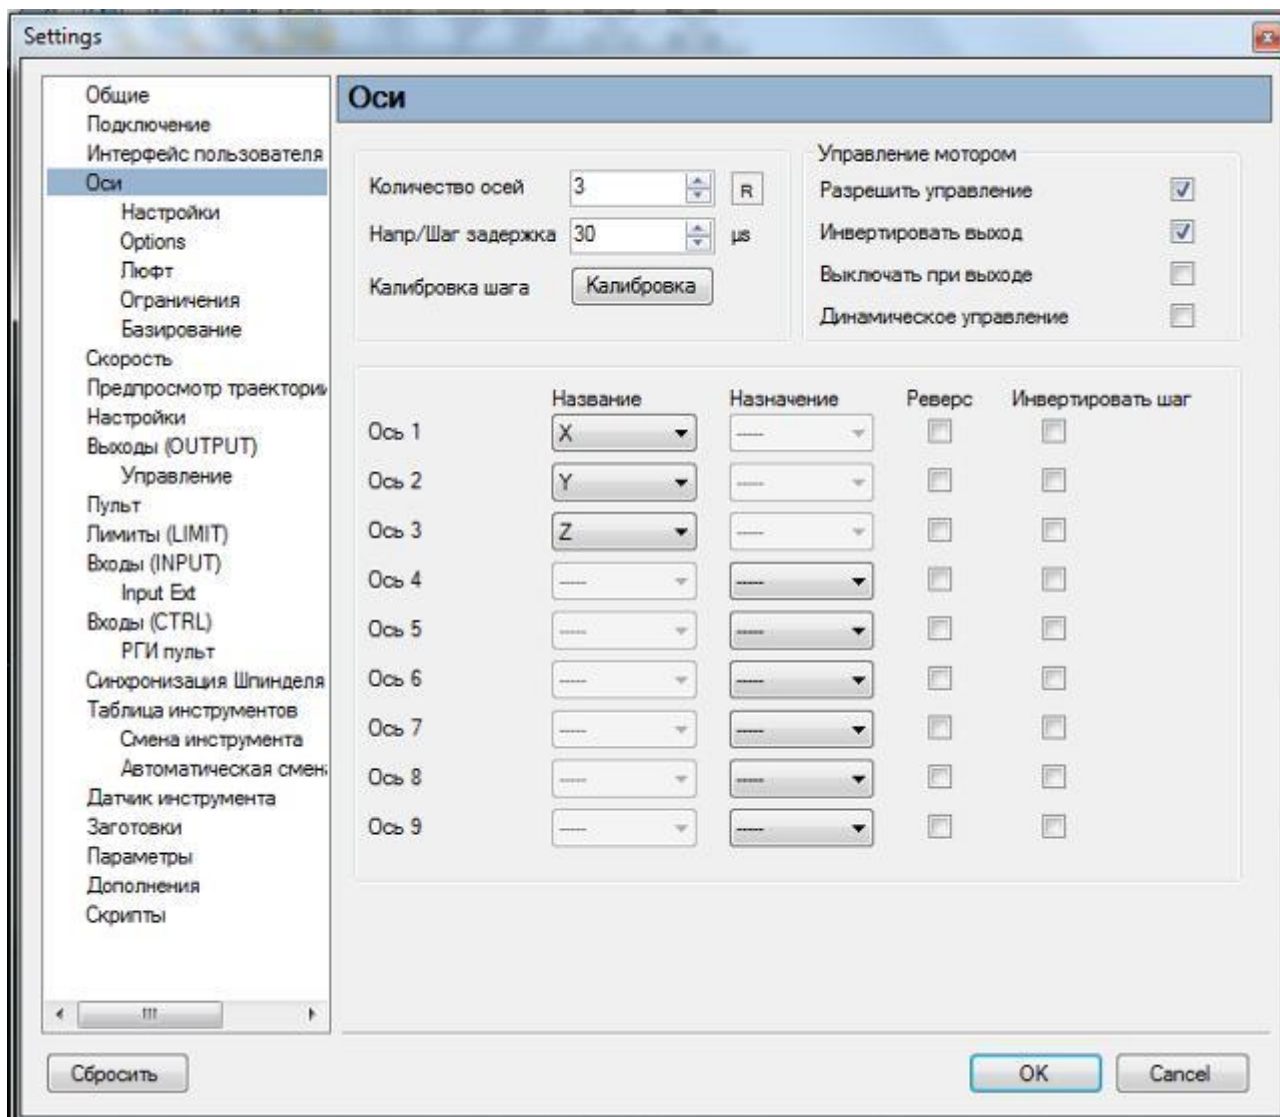 Settings
Общие
Подключение
Интерфейс пользователя
Оси
Настройки
Options
Люфт
Ограничения
Базирование
Скорость
Предпросмотр траектории
Настройки
Выходы (OUTPUT)
Управление
Пульт
Лимиты (LIMIT)
Входы (INPUT)
Input Ext
Входы (CTRL)
РГИ пульт
Синхронизация Шпинделя
Таблица инструментов
Смена инструмента
Автоматическая смен
Датчик инструмента
Заготовки
Параметры
Дополнения
Скрипты
Оси
Количество осей 3 R
Напр/Шаг задержка 30 µs
Калибровка шага Калибровка
Управление мотором
Разрешить управление
Инвертировать выход
Выключать при выходе
Динамическое управление
Название Назначение Реверс Инвертировать шаг
Ось 1 X -----
Ось 2 Y -----
Ось 3 Z -----
Ось 4 ----- -----
Ось 5 ----- -----
Ось 6 ----- -----
Ось 7 ----- -----
Ось 8 ----- -----
Ось 9 ----- -----
Сбросить OK Cancel